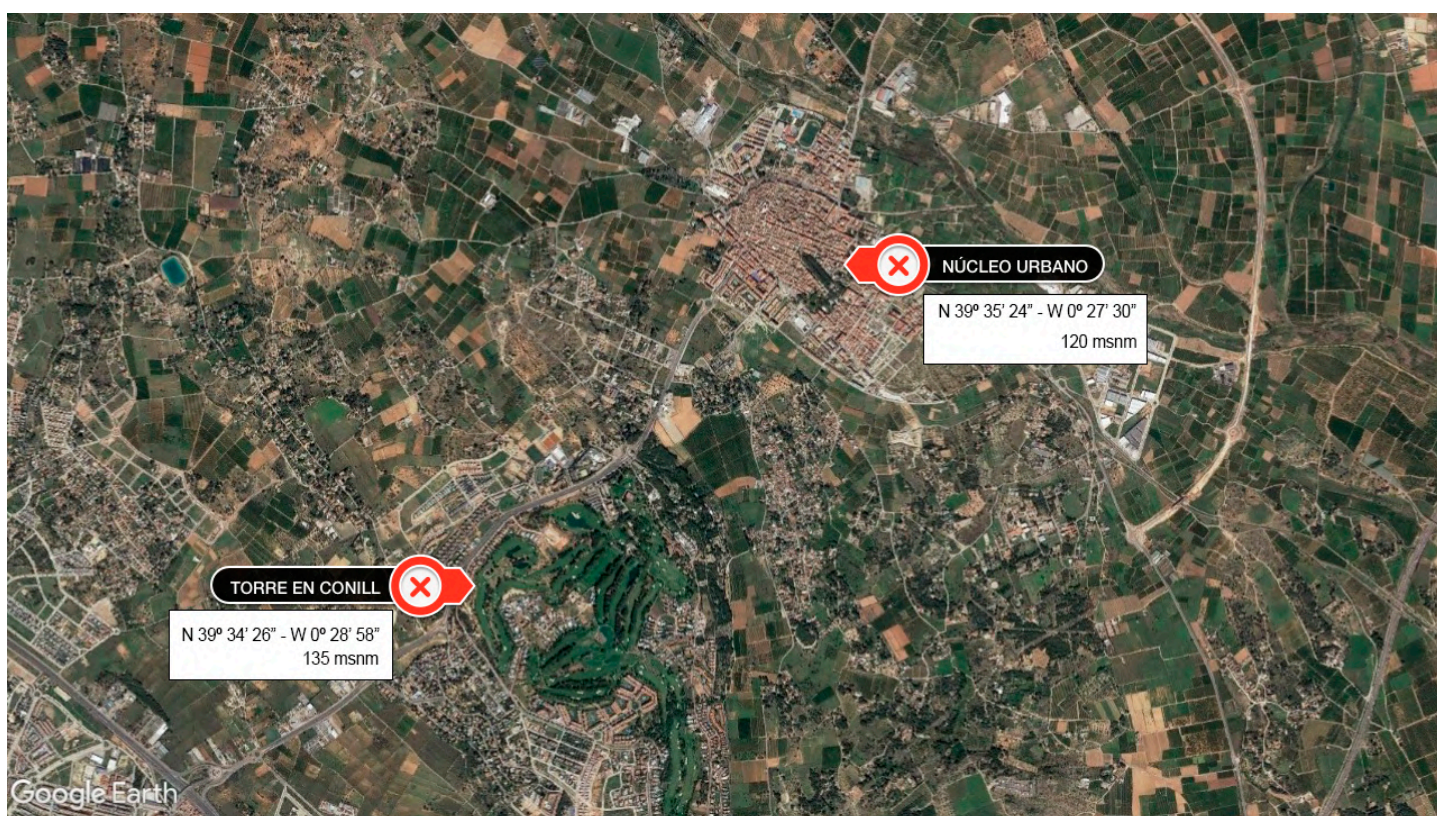 NÚCLEO URBANO
N 39º 35’ 24” - W 0º 27’ 30”
120 msnm
TORRE EN CONILL
N 39º 34’ 26” - W 0º 28’ 58”
135 msnm
Google Earth